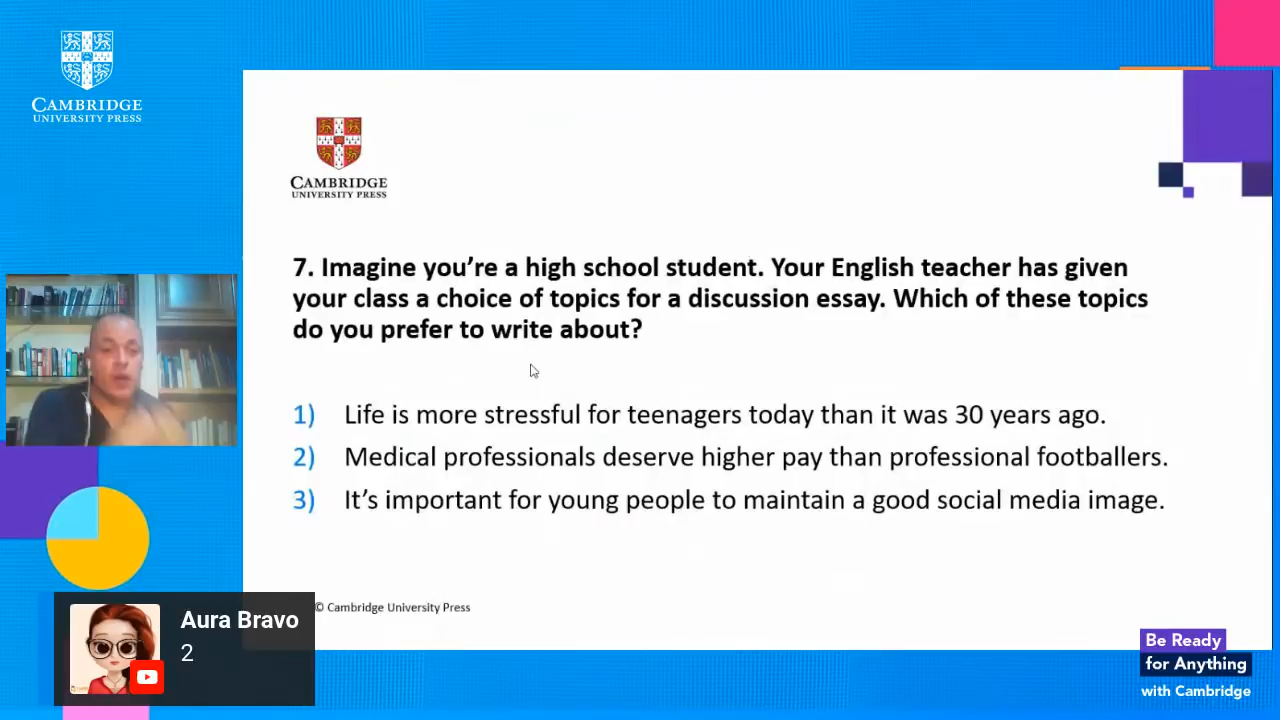 CAMBRIDGE
UNIVERSITY PRESS
CAMBRIDGE
UNIVERSITY PRESS
7. Imagine you're a high school student. Your English teacher has given
your class a choice of topics for a discussion essay. Which of these topics
do you prefer to write about?
1) Life is more stressful for teenagers today than it was 30 years ago.
2) Medical professionals deserve higher pay than professional footballers.
3) It's important for young people to maintain a good social media image.
© Cambridge University Press
Aura Bravo
2
Be Ready
for Anything
with Cambridge